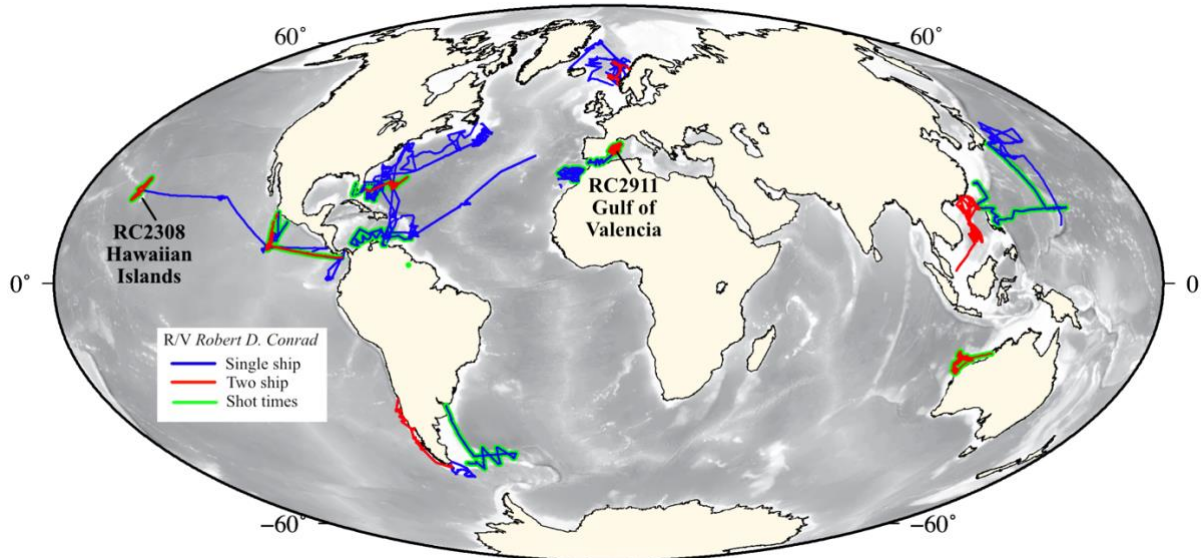 60°
60°
RC2911
Gulf of
Valencia
RC2308
Hawaiian
Islands
0°
0
R/V Robert D. Conrad
Single ship
Two ship
Shot times
−60°
−60°